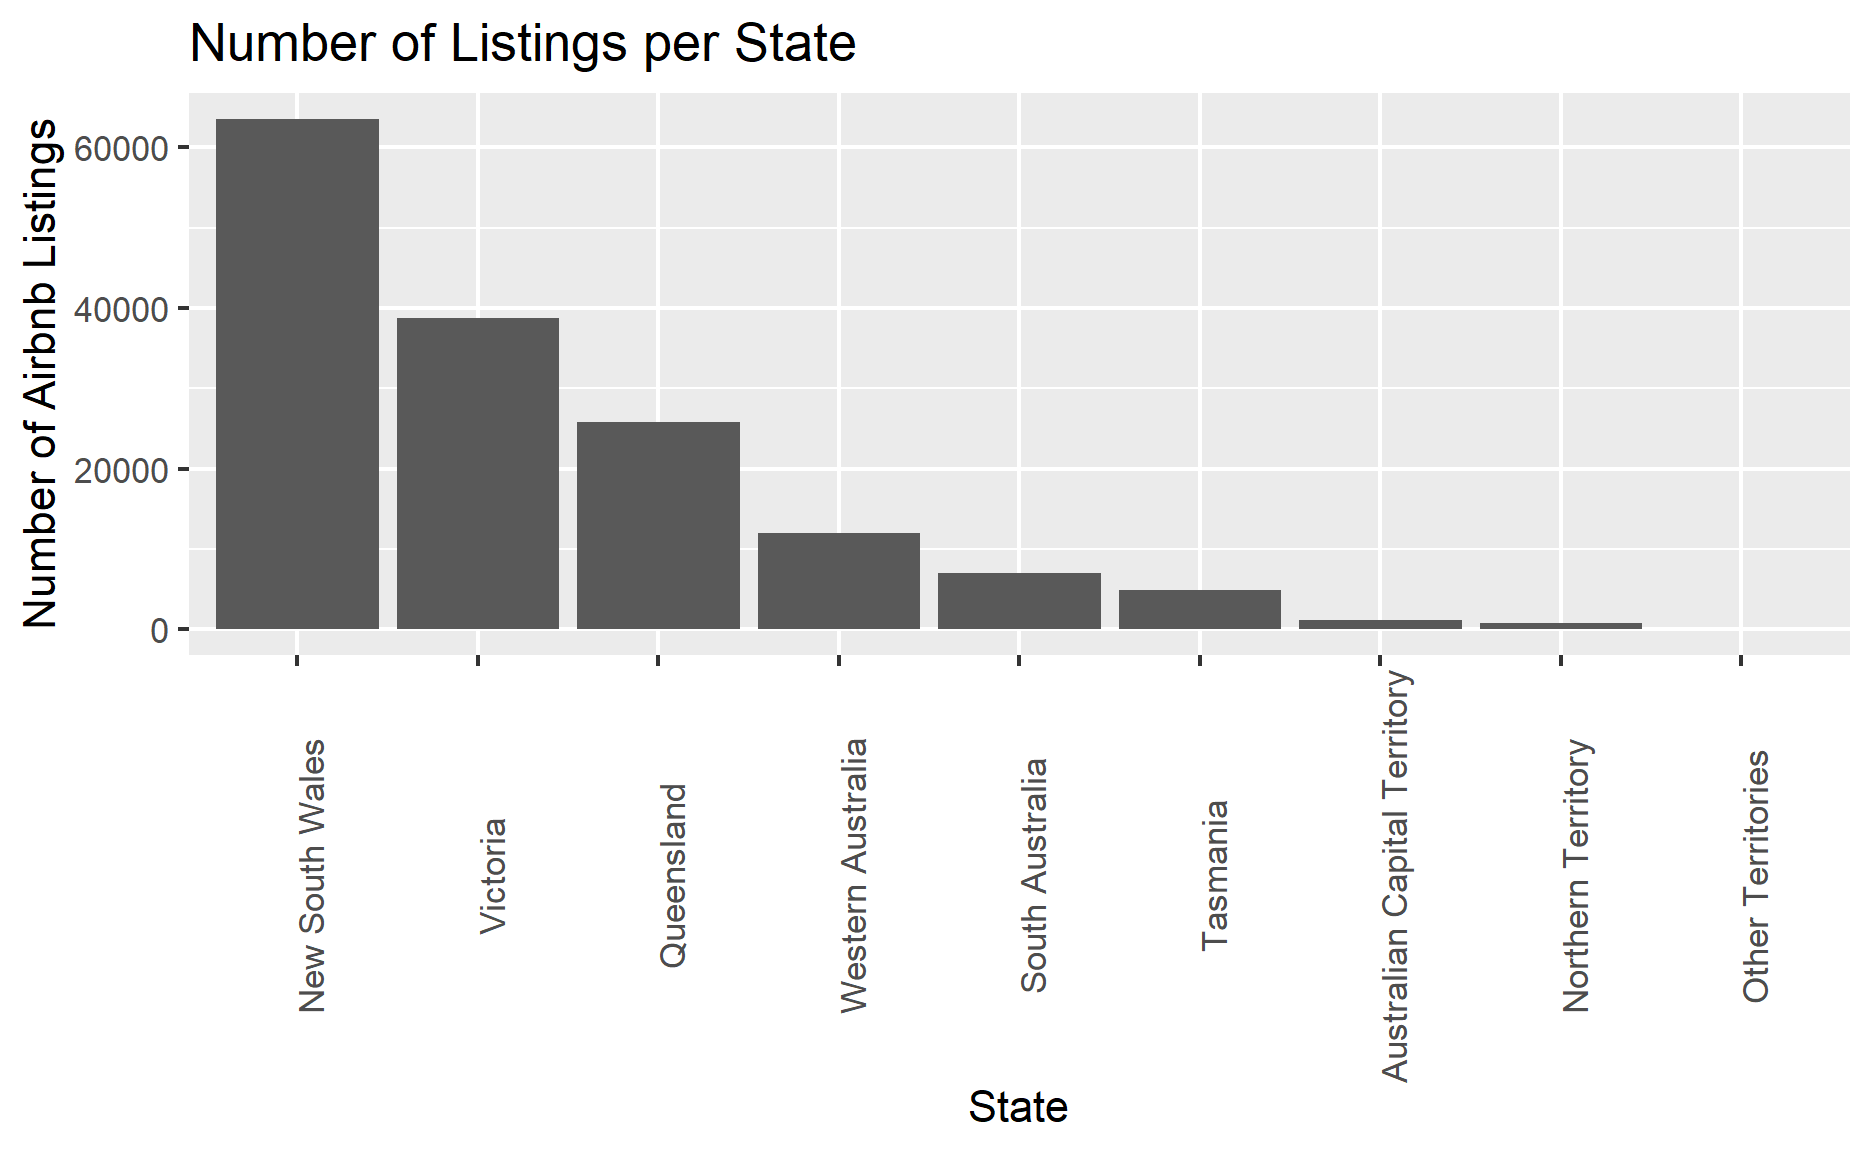 Number of Listings per State
Number of Airbnb Listings
60000
40000
20000
0
New South Wales
Victoria
Queensland
Western Australia
South Australia
Tasmania
Australian Capital Territory
Northern Territory
Other Territories
State